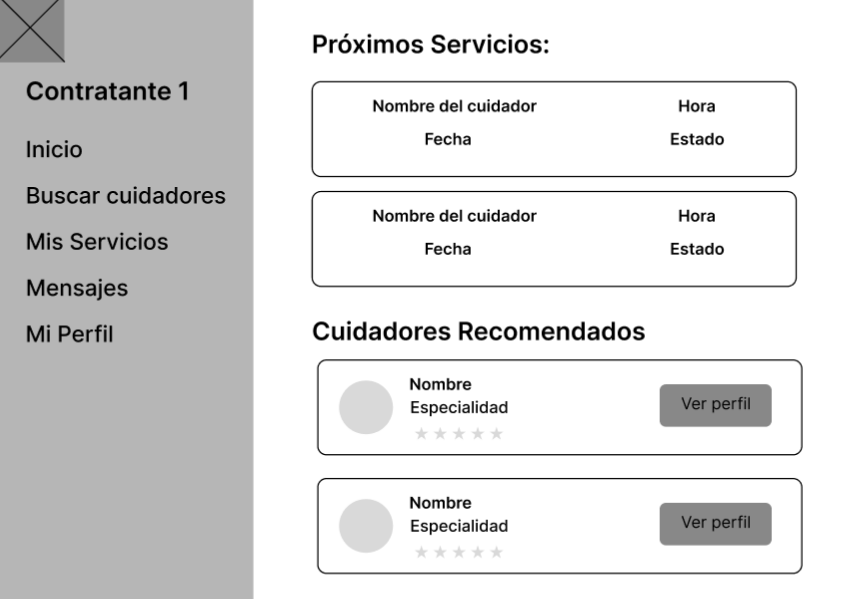 Contratante 1
Inicio
Buscar cuidadores
Mis Servicios
Mensajes
Mi Perfil
Próximos Servicios:
Nombre del cuidador Hora
Fecha Estado
Nombre del cuidador Hora
Fecha Estado
Cuidadores Recomendados
Nombre
Especialidad
Ver perfil
Nombre
Especialidad
Ver perfil